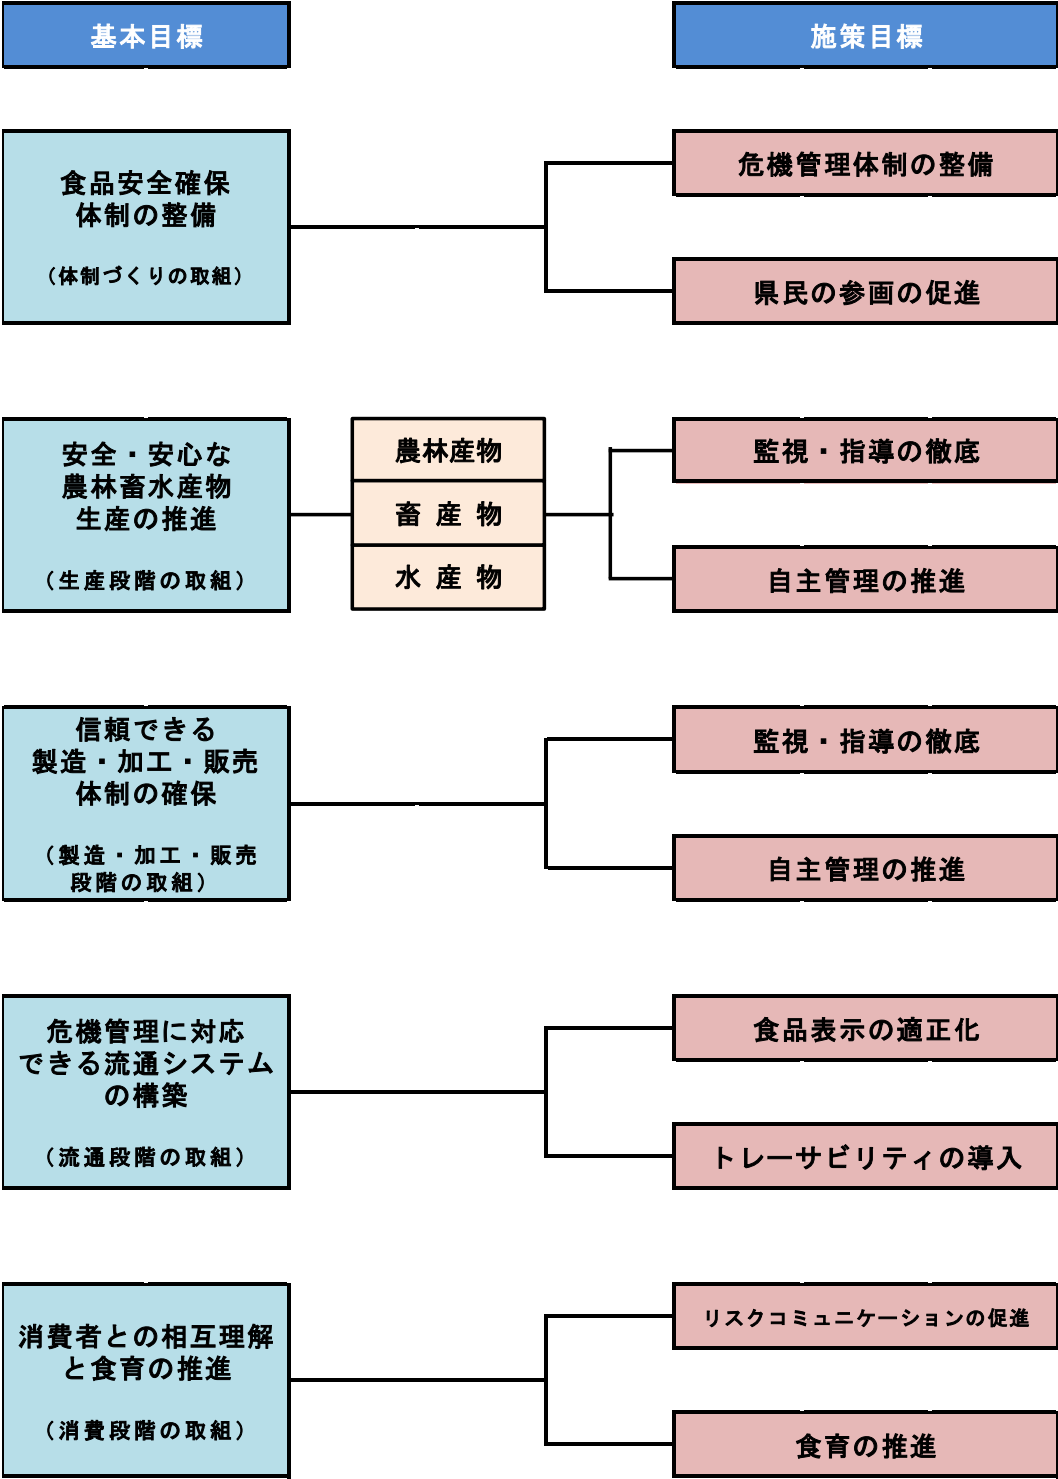 基本目標
施策目標
食品安全確保
体制の整備
（体制づくりの取組）
危機管理体制の整備
県民の参画の促進
安全・安心な
農林畜水産物
生産の推進
（生産段階の取組）
農林産物
畜産物
水産物
監視・指導の徹底
自主管理の推進
信頼できる
製造・加工・販売
体制の確保
（製造・加工・販売
段階の取組）
監視・指導の徹底
自主管理の推進
危機管理に対応
できる流通システム
の構築
（流通段階の取組）
食品表示の適正化
トレーサビリティの導入
消費者との相互理解
と食育の推進
（消費段階の取組）
リスクコミュニケーションの促進
食育の推進